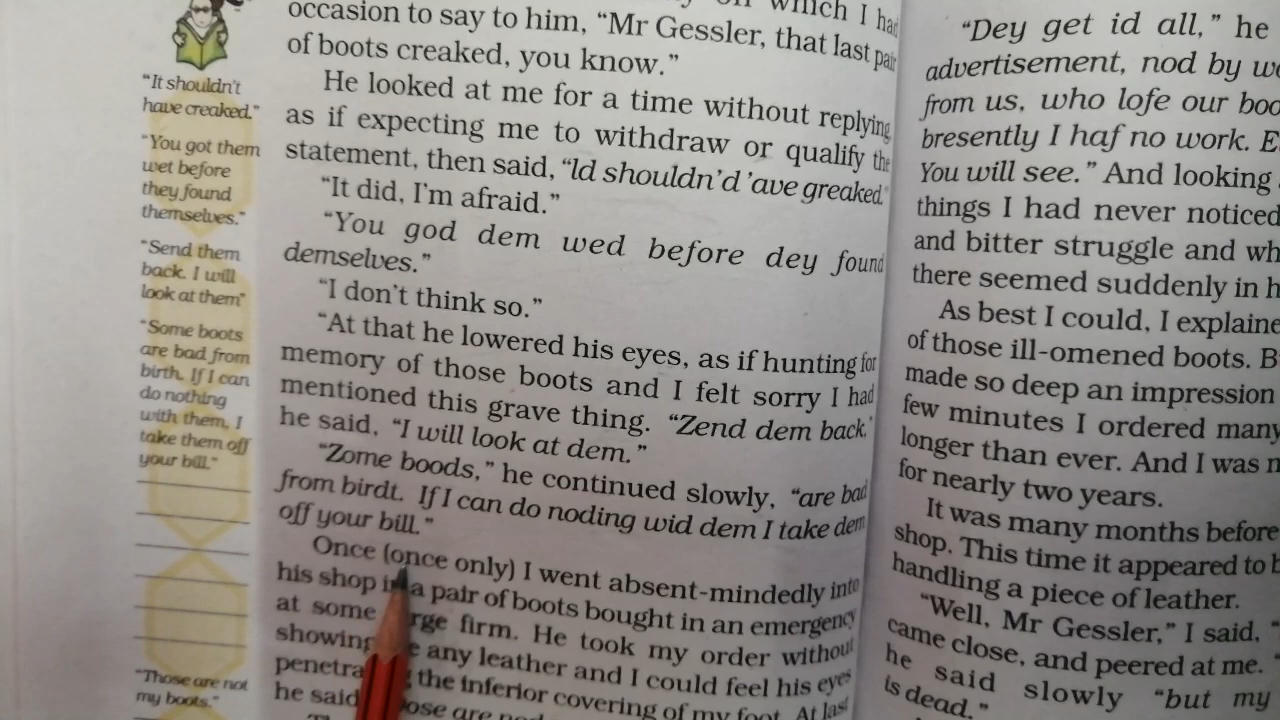 "It shouldn't
have creaked."
"You got them
wet before
they found
themselves."
"Send them
back. I will
look at them"
"Some boots
are bad from
birth. If I can
do nothing
with them, I
take them off
your bill."
"Those are not
my boots."
which I had
occasion to say to him, "Mr Gessler, that last pair
of boots creaked, you know."
He looked at me for a time without replying
as if expecting me to withdraw or qualify the
statement, then said, "ld shouldn'd 'ave greaked."
"It did, I'm afraid."
"You god dem wed before dey found
demselves."
"I don't think so."
"At that he lowered his eyes, as if hunting for
memory of those boots and I felt sorry I had
mentioned this grave thing. "Zend dem back."
he said, "I will look at dem."
"Zome boods," he continued slowly, "are bad
from birdt. If I can do noding wid dem I take dem
off your bill."
Once (once only) I went absent-mindedly into
his shop in a pair of boots bought in an emergency
at some firm. He took my order without
showing any leather and I could feel his eyes
the inferior covering of my foot. At last
he said
"Dey get id all," he
advertisement, nod by
from us, who lofe our
bresently I haf no work.
You will see." And looking
things I had never noticed
and bitter struggle and
there seemed suddenly in
As best I could, I
of those ill-omened boots.
made so deep an impression
few minutes I ordered many
longer than ever. And I was
for nearly two years.
It was many months before
shop. This time it appeared to
handling a piece of leather.
"Well, Mr Gessler," I said, "
came close, and peered at me. "
he said slowly "but my
is dead."